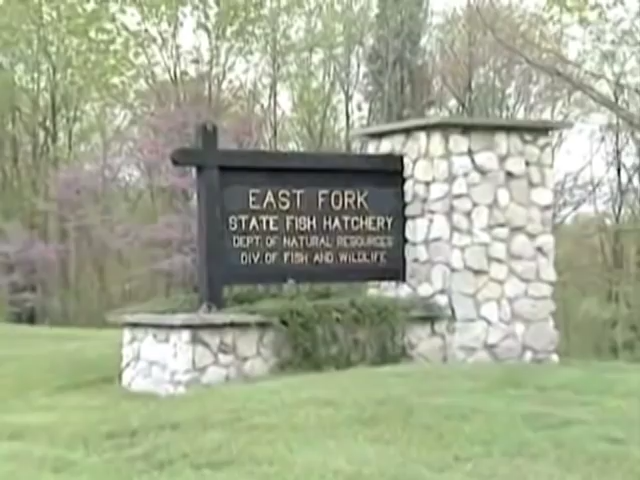 EAST FORK
STATE FISH HATCHERY
DEPT. OF NATURAL RESOURCES
DIV. OF FISH AND WILDLIFE